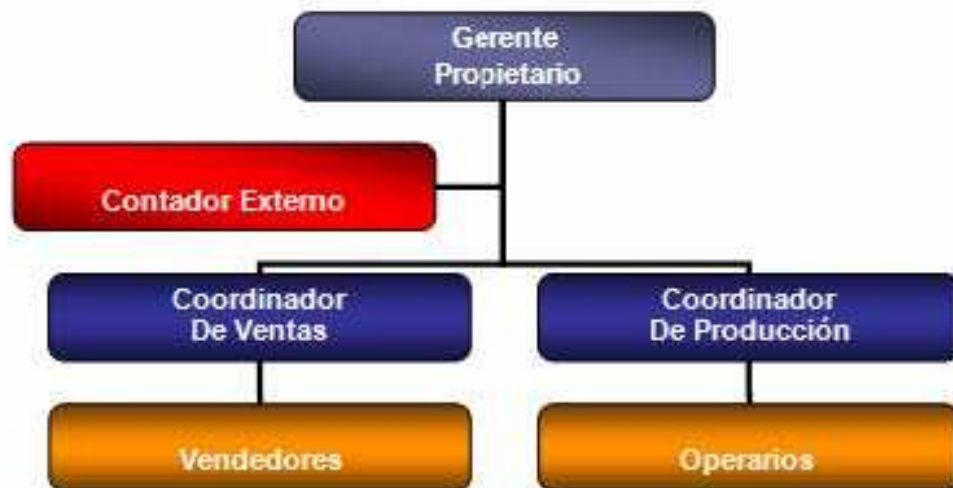 Gerente
Propietario
Contador Externo
Coordinador
De Ventas
Coordinador
De Producción
Vendedores
Operarios